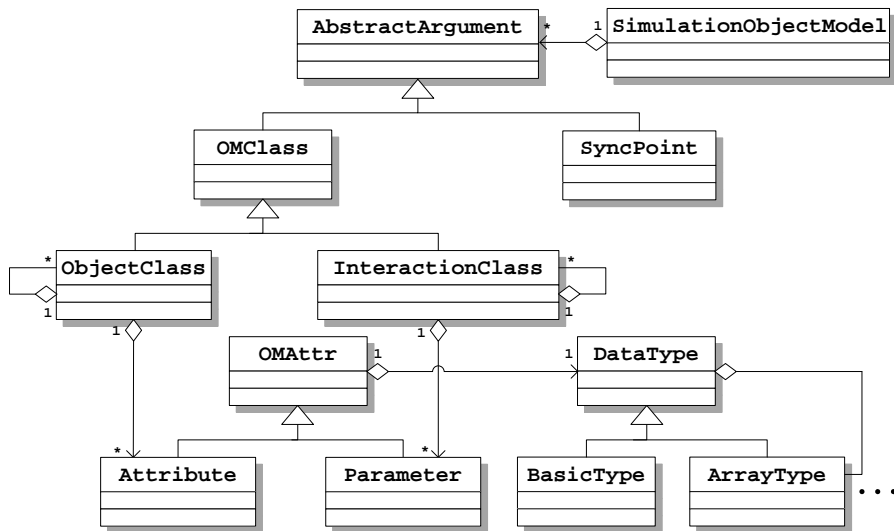 AbstractArgument
* 1
SimulationObjectModel
OMClass
SyncPoint
* ObjectClass
1
InteractionClass *
1
1
1
OMAttr 1
1 DataType
* Attribute
* Parameter
BasicType
ArrayType
...